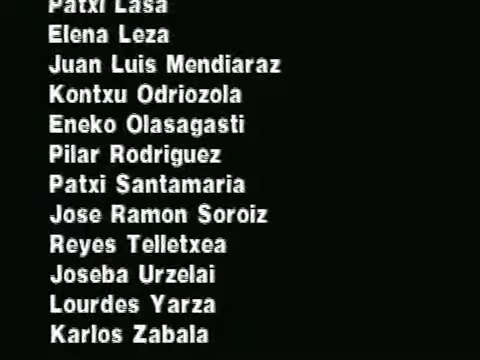 Patxi Lasa
Elena Leza
Juan Luis Mendiaraz
Kontxu Odriozola
Eneko Olasagasti
Pilar Rodriguez
Patxi Santamaria
Jose Ramon Soroiz
Reyes Telletxea
Joseba Urzelai
Lourdes Yarza
Karlos Zabala